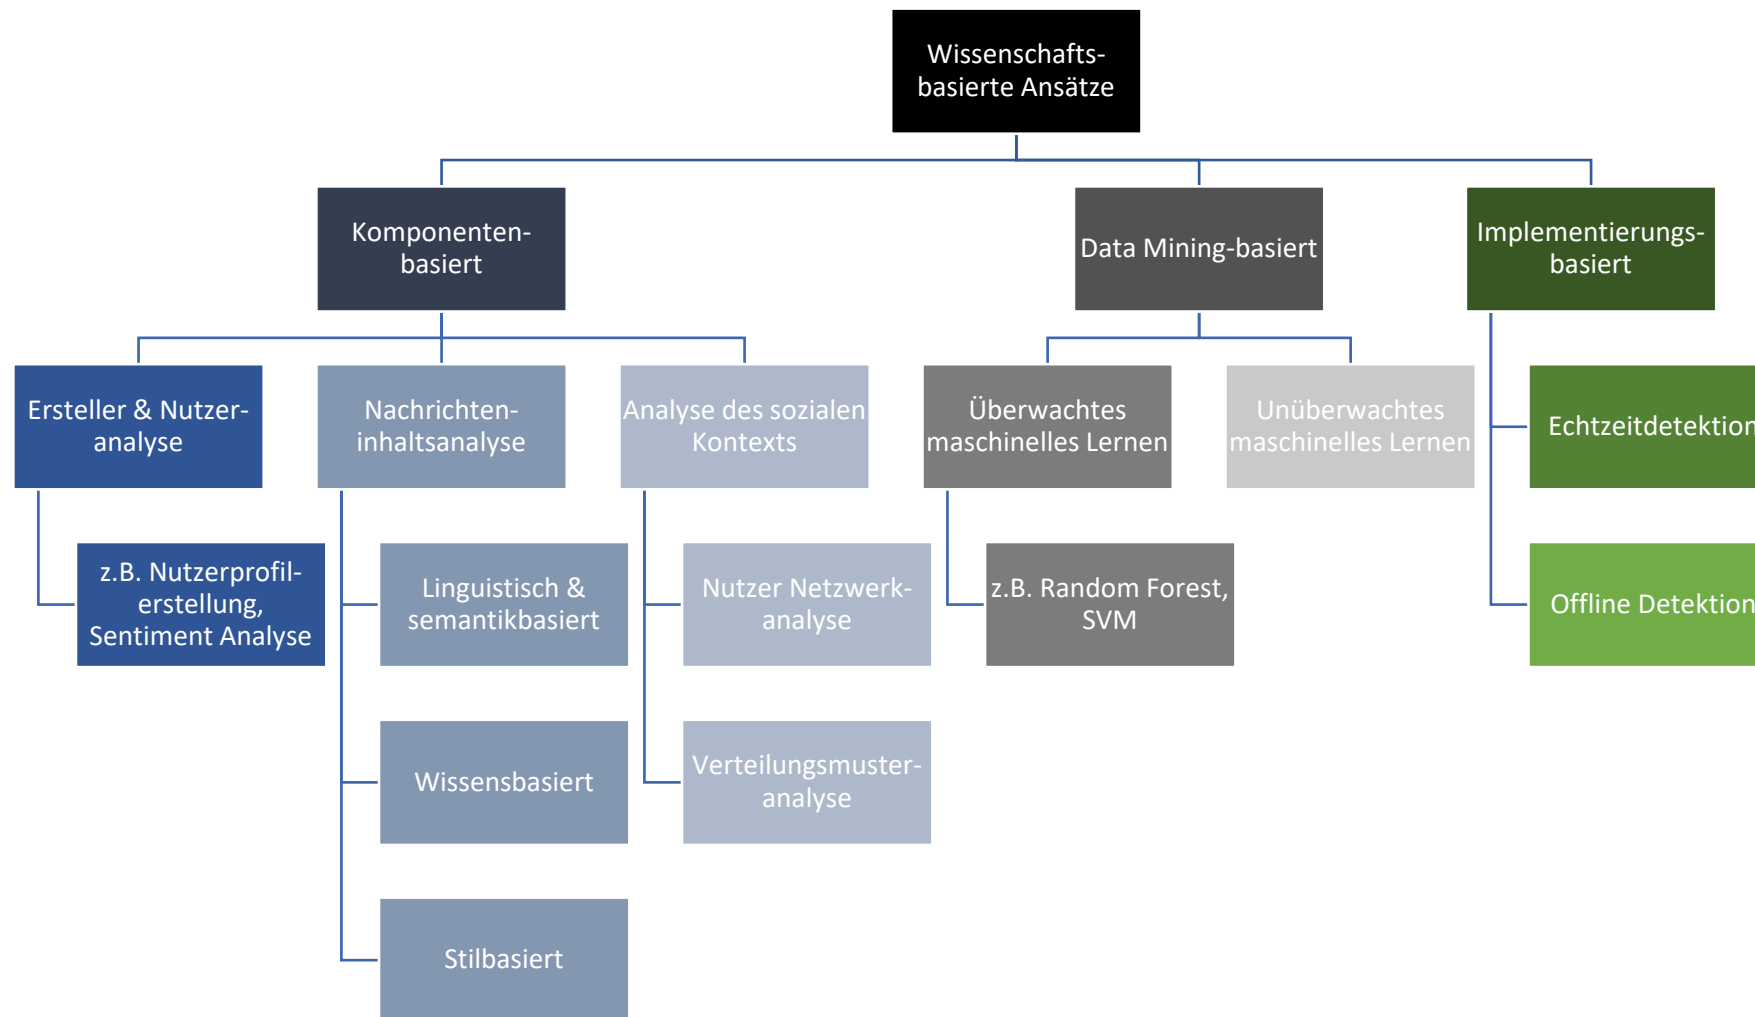 Wissenschafts-
basierte Ansätze
Komponenten-
basiert
Data Mining-basiert
Implementierungs-
basiert
Ersteller & Nutzer-
analyse
Nachrichten-
inhaltsanalyse
Analyse des sozialen
Kontexts
Überwachtes
maschinelles Lernen
Unüberwachtes
maschinelles Lernen
Echtzeitdetektion
z.B. Nutzerprofil-
erstellung,
Sentiment Analyse
Linguistisch &
semantikbasiert
Nutzer Netzwerk-
analyse
z.B. Random Forest,
SVM
Offline Detektion
Wissensbasiert
Verteilungsmuster-
analyse
Stilbasiert